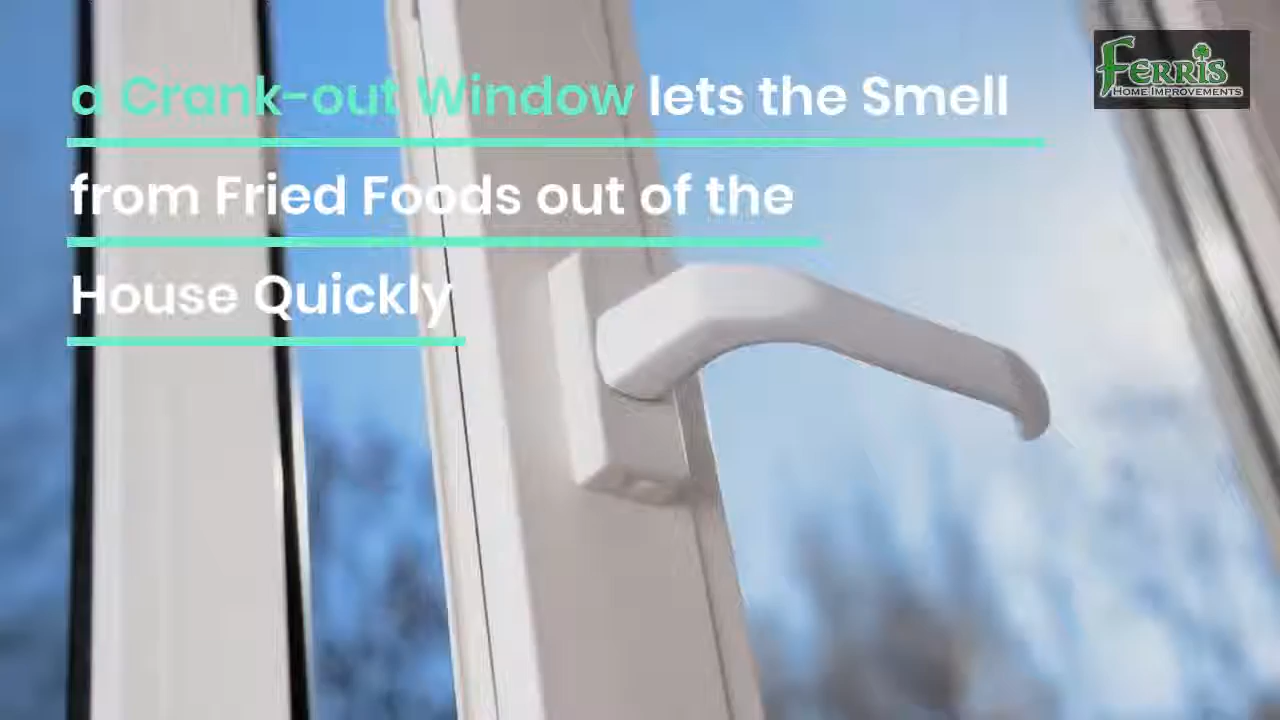 a Crank-out Window lets the Smell
from Fried Foods out of the
House Quickly
Ferris
Home Improvements